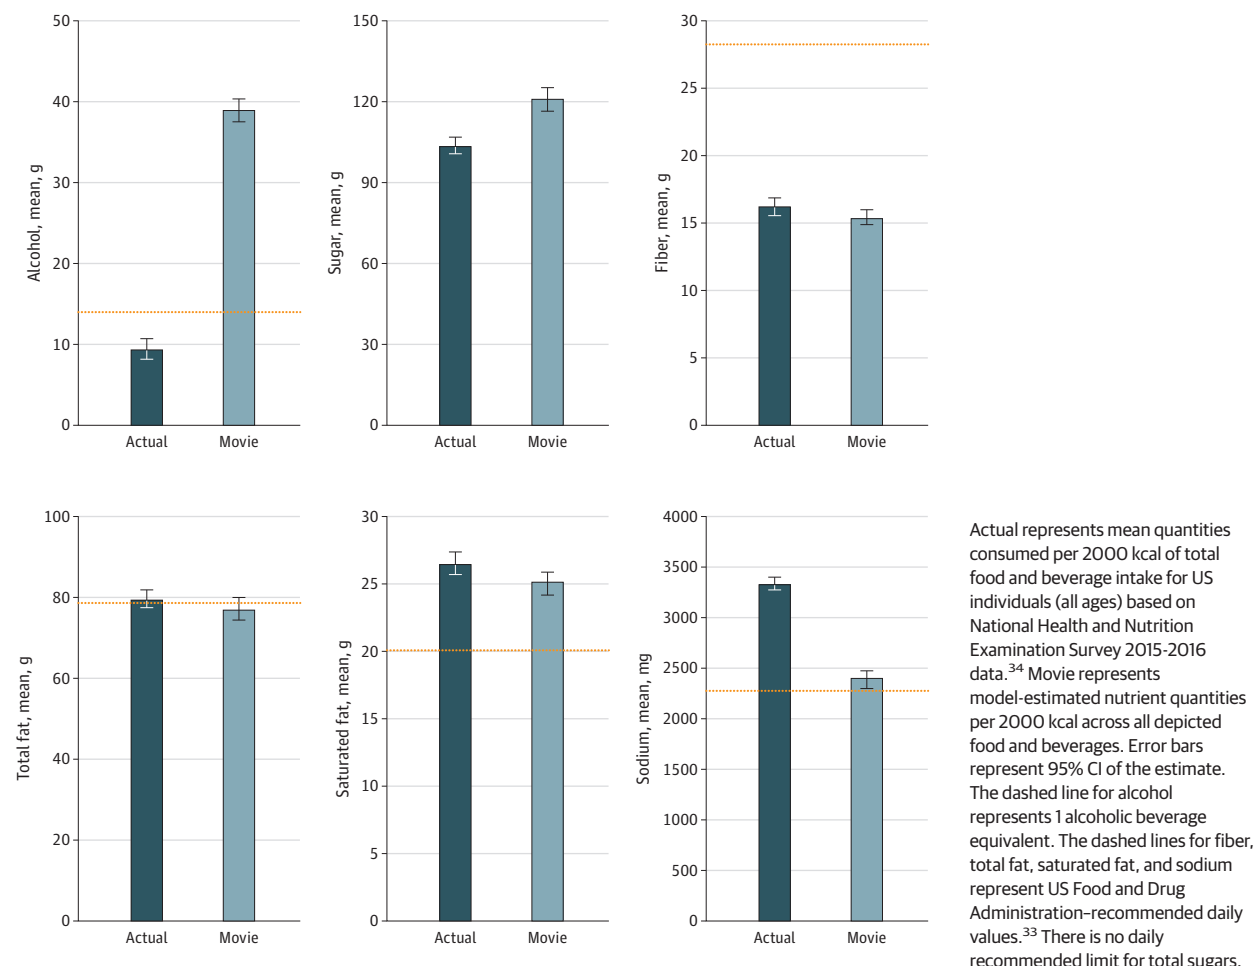 50
40
30
20
10
0
Alcohol, mean, g
Actual
Movie
150
120
90
60
30
0
Sugar, mean, g
Actual
Movie
30
25
20
15
10
5
0
Fiber, mean, g
Actual
Movie
100
80
60
40
20
0
Total fat, mean, g
Actual
Movie
30
25
20
15
10
5
0
Saturated fat, mean, g
Actual
Movie
4000
3500
3000
2500
2000
1500
1000
500
0
Sodium, mean, mg
Actual
Movie
Actual represents mean quantities
consumed per 2000 kcal of total
food and beverage intake for US
individuals (all ages) based on
National Health and Nutrition
Examination Survey 2015-2016
data.34 Movie represents
model-estimated nutrient quantities
per 2000 kcal across all depicted
food and beverages. Error bars
represent 95% CI of the estimate.
The dashed line for alcohol
represents 1 alcoholic beverage
equivalent. The dashed lines for fiber,
total fat, saturated fat, and sodium
represent US Food and Drug
Administration–recommended daily
values.33 There is no daily
recommended limit for total sugars.